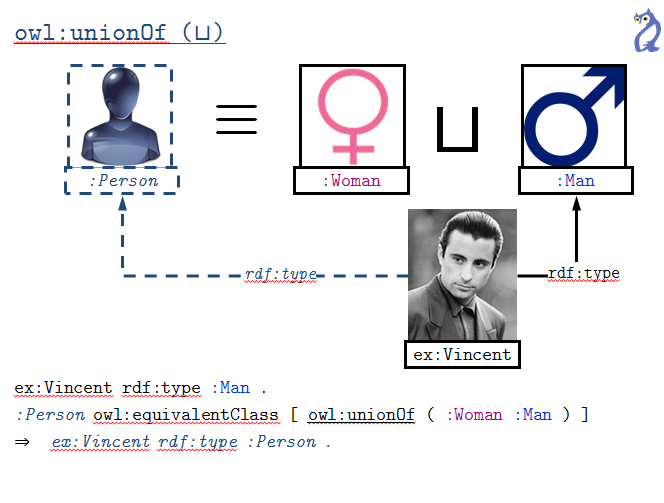 owl:unionOf (⊔)
≡ ⊔
:Person :Woman :Man
rdf:type rdf:type
ex:Vincent
ex:Vincent rdf:type :Man .
:Person owl:equivalentClass [ owl:unionOf ( :Woman :Man ) ]
⇒ ex:Vincent rdf:type :Person .